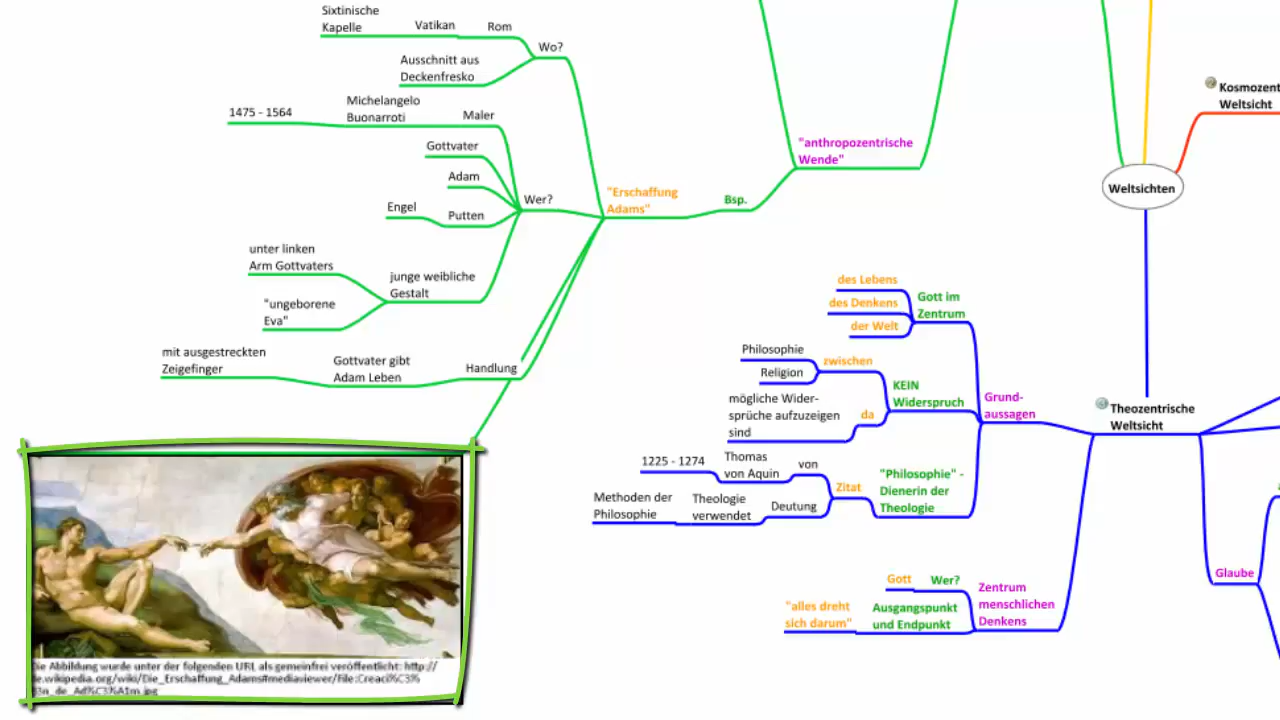 Sixtinische
Kapelle
Vatikan
Rom
Wo?
Ausschnitt aus
Deckenfresko
1475 - 1564
Michelangelo
Buonarroti
Maler
Gottvater
Adam
Engel
Putten
Wer?
unter linken
Arm Gottvaters
"ungeborene
Eva"
junge weibliche
Gestalt
mit ausgestreckten
Zeigefinger
Gottvater gibt
Adam Leben
Handlung
"Erschaffung
Adams"
Bsp.
"anthropozentrische
Wende"
Kosmozent
Weltsicht
Weltsichten
des Lebens
des Denkens
der Welt
Gott im
Zentrum
Philosophie
Religion
zwischen
mögliche Wider-
sprüche aufzuzeigen
sind
da
KEIN
Widerspruch
Grund-
aussagen
Theozentrische
Weltsicht
1225 - 1274
Thomas
von Aquin
von
Methoden der
Philosophie
Theologie
verwendet
Deutung
Zitat
"Philosophie" -
Dienerin der
Theologie
Gott
Wer?
"alles dreht
sich darum"
Ausgangspunkt
und Endpunkt
Zentrum
menschlichen
Denkens
Glaube
Die Abbildung wurde unter der folgenden URL als gemeinfrei veröffentlicht: http://
de.wikipedia.org/wiki/Die_Erschaffung_Adams#mediaviewer/File:Creaci%C3%
B3n_de_Ad%C3%A1m.jpg